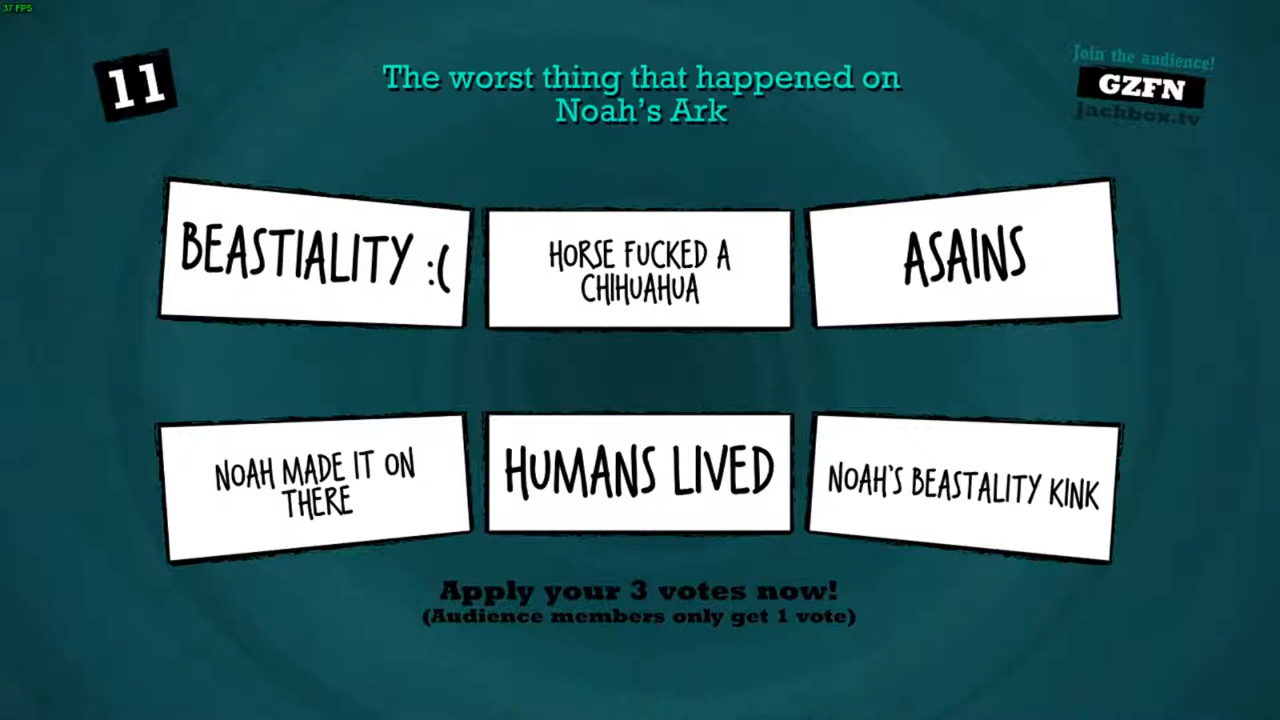 37 FPS
11
The worst thing that happened on
Noah's Ark
Join the audience!
GZFN
jackbox.tv
BEASTIALITY :(
HORSE FUCKED A
CHIHUAHUA
ASAINS
NOAH MADE IT ON
THERE
HUMANS LIVED
NOAH'S BEASTALITY KINK
Apply your 3 votes now!
(Audience members only get 1 vote)